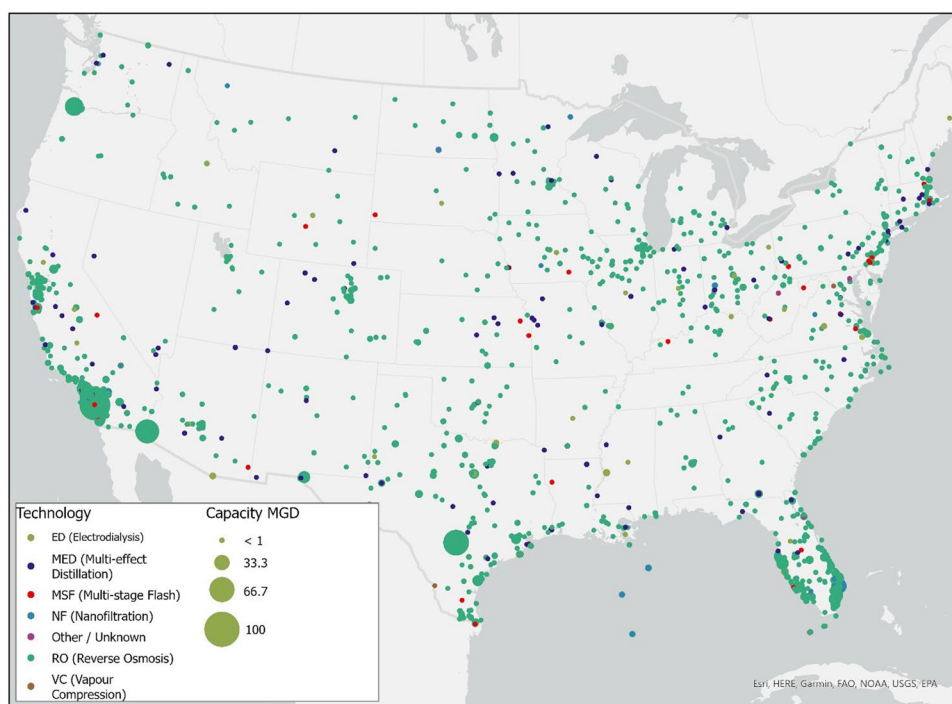 Technology
ED (Electrodialysis)
MED (Multi-effect
Distillation)
MSF (Multi-stage Flash)
NF (Nanofiltration)
Other / Unknown
RO (Reverse Osmosis)
VC (Vapour
Compression)
Capacity MGD
< 1
33.3
66.7
100
Esri, HERE, Garmin, FAO, NOAA, USGS, EPA